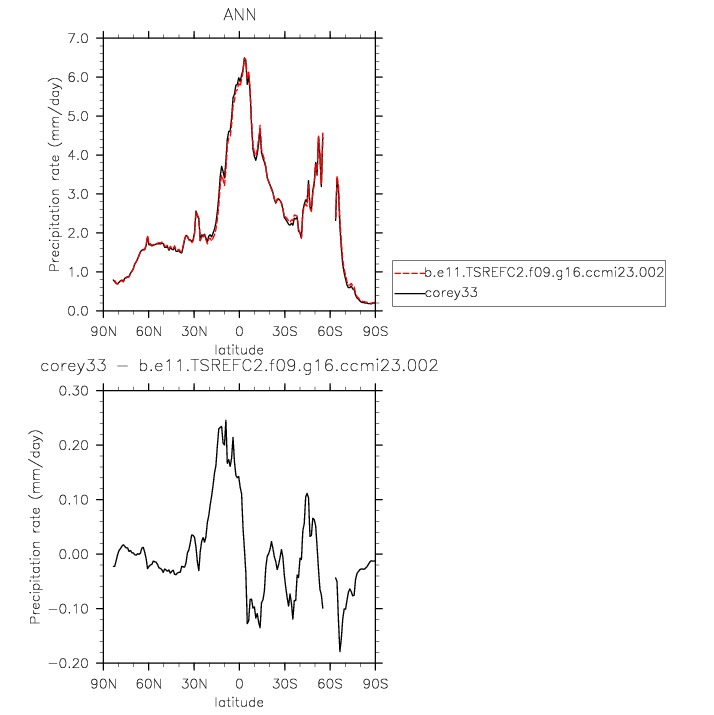 ANN
7.0
6.0
5.0
4.0
3.0
2.0
1.0
0.0
Precipitation rate (mm/day)
90N 60N 30N 0 30S 60S 90S
latitude
b.e11.TSREFC2.f09.g16.ccmi23.002
corey33
corey33 − b.e11.TSREFC2.f09.g16.ccmi23.002
0.30
0.20
0.10
0.00
−0.10
−0.20
Precipitation rate (mm/day)
90N 60N 30N 0 30S 60S 90S
latitude